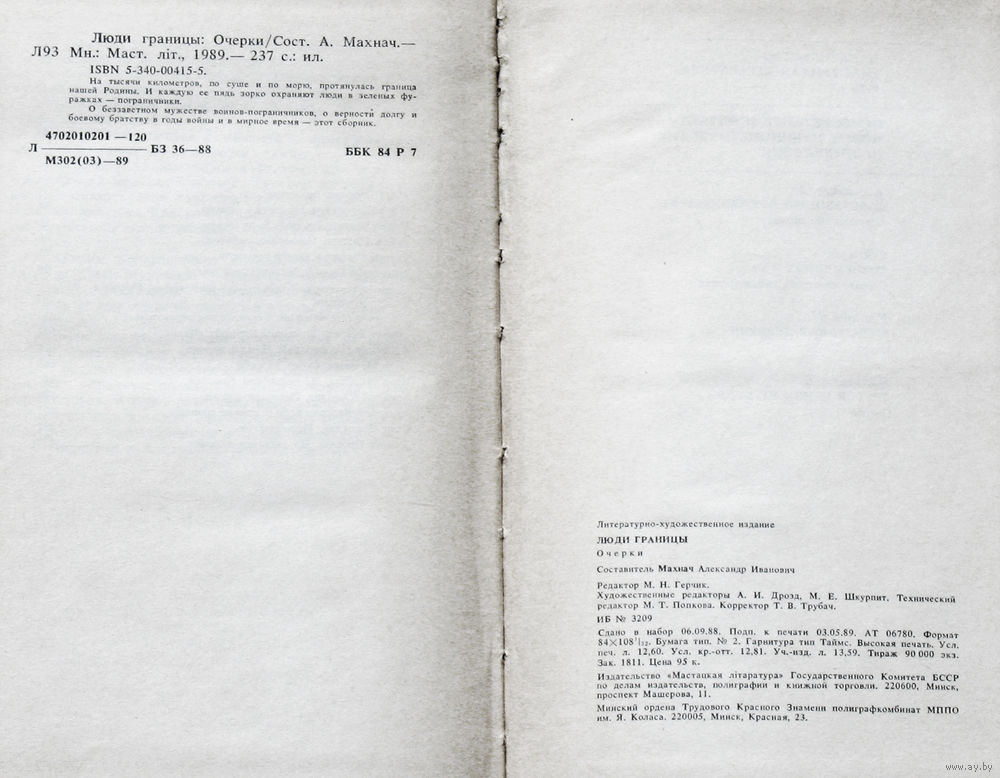 Люди границы: Очерки/Сост. А. Махнач.—
Л93 Мн.: Маст. літ., 1989.— 237 с.: ил.
ISBN 5-340-00415-5.
На тысячи километров, по суше и по морю, протянулась граница
нашей Родины. И каждую ее пядь зорко охраняют люди в зеленых фу-
ражках — пограничники.
О беззаветном мужестве воинов-пограничников, о верности долгу и
боевому братству в годы войны и в мирное время — этот сборник.
4702010201—120
Л БЗ 36—88 ББК 84 Р 7
М302(03)—89
Литературно-художественное издание
ЛЮДИ ГРАНИЦЫ
Очерки
Составитель Махнач Александр Иванович
Редактор М. Н. Герчик.
Художественные редакторы А. И. Дрозд, М. Е. Шкурпит. Технический
редактор М. Т. Попкова. Корректор Т. В. Трубач.
ИБ № 3209
Сдано в набор 06.09.88. Подп. к печати 03.05.89. АТ 06780. Формат
84×108¹/₃₂. Бумага тип. № 2. Гарнитура тип Таймс. Высокая печать. Усл.
печ. л. 12,60. Усл. кр.-отт. 12,81. Уч.-изд. л. 13,59. Тираж 90 000 экз.
Зак. 1811. Цена 95 к.
Издательство «Мастацкая літаратура» Государственного Комитета БССР
по делам издательств, полиграфии и книжной торговли. 220600, Минск,
проспект Машерова, 11.
Минский ордена Трудового Красного Знамени полиграфкомбинат МППО
им. Я. Коласа. 220005, Минск, Красная, 23.
www.ay.by